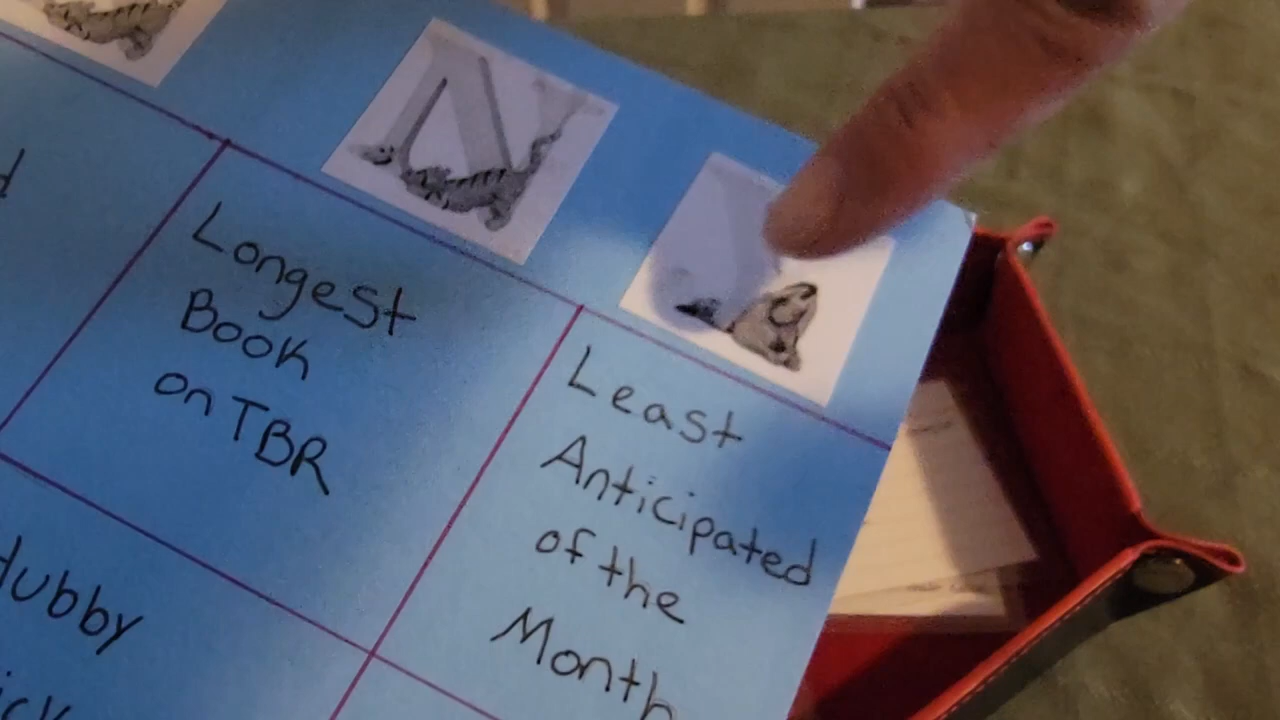 Longest
Book
on TBR
Least
Anticipated
of the
Month
Hubby
N